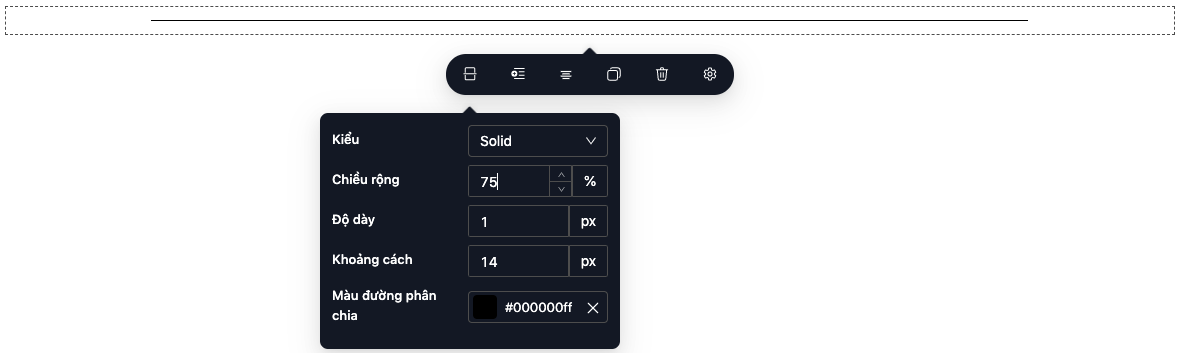 Kiểu
Solid
Chiều rộng
75
%
Độ dày
1
px
Khoảng cách
14
px
Màu đường phân
chia
#000000ff